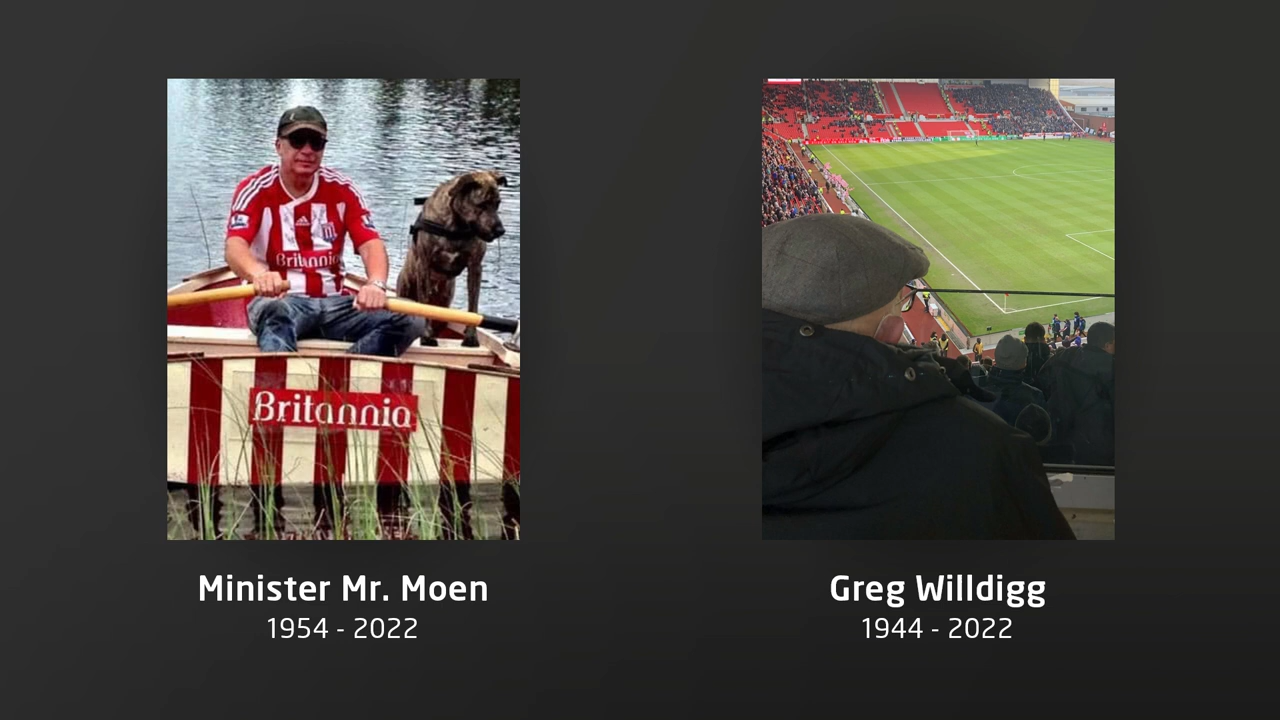 Britannia
Britannia
Minister Mr. Moen
1954 - 2022
Greg Willdigg
1944 - 2022